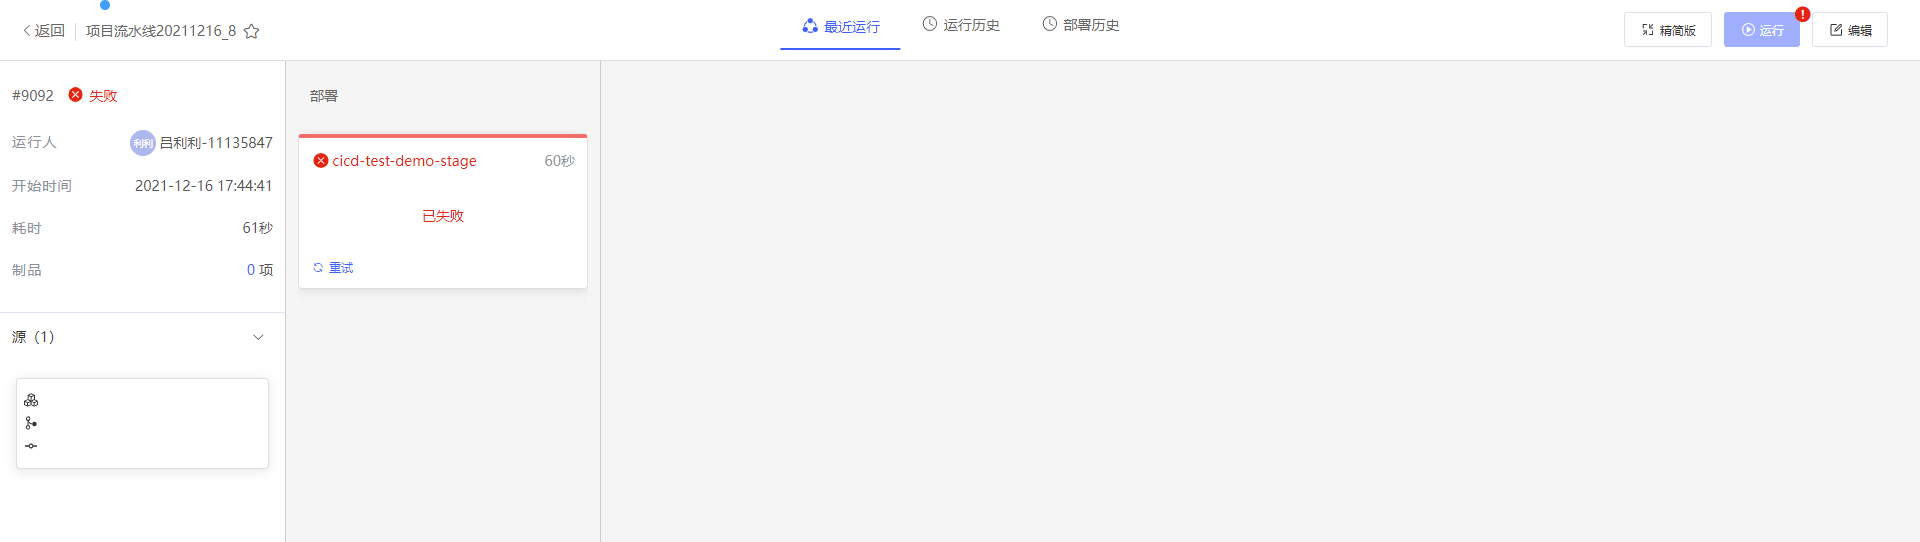 返回
项目流水线20211216_8
最近运行
运行历史
部署历史
精简版
运行
编辑
#9092 失败
运行人 利利 吕利利-11135847
开始时间 2021-12-16 17:44:41
耗时 61秒
制品 0 项
源（1）
部署
cicd-test-demo-stage 60秒
已失败
重试